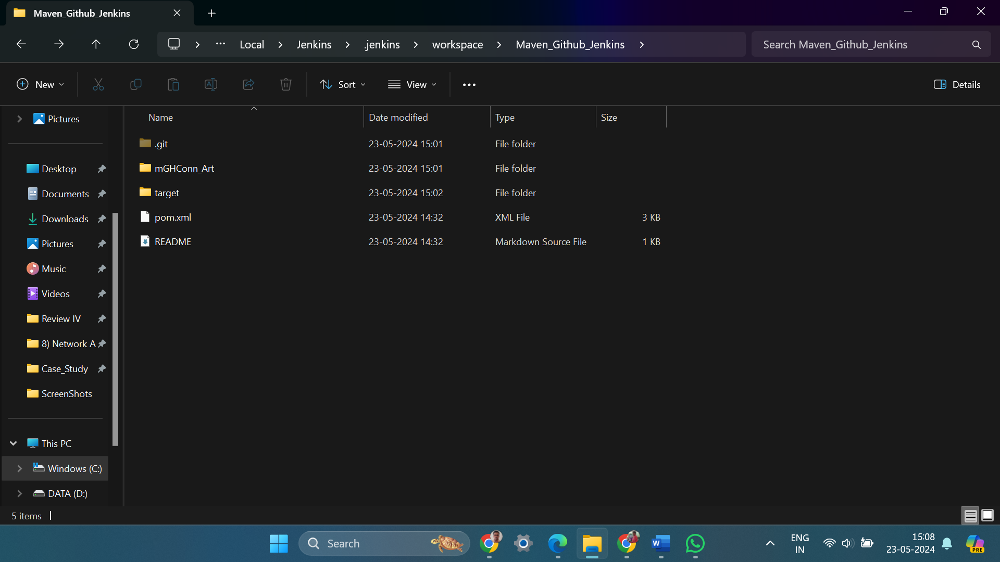 Maven_Github_Jenkins
Local Jenkins .jenkins workspace Maven_Github_Jenkins Search Maven_Github_Jenkins
New Sort View Details
Name Date modified Type Size
.git 23-05-2024 15:01 File folder
mGHConn_Art 23-05-2024 15:01 File folder
target 23-05-2024 15:02 File folder
pom.xml 23-05-2024 14:32 XML File 3 KB
README 23-05-2024 14:32 Markdown Source File 1 KB
Pictures
Desktop
Documents
Downloads
Pictures
Music
Videos
Review IV
8) Network A
Case_Study
ScreenShots
This PC
Windows (C:)
DATA (D:)
5 items
Search
ENG
IN
15:08
23-05-2024
PRE